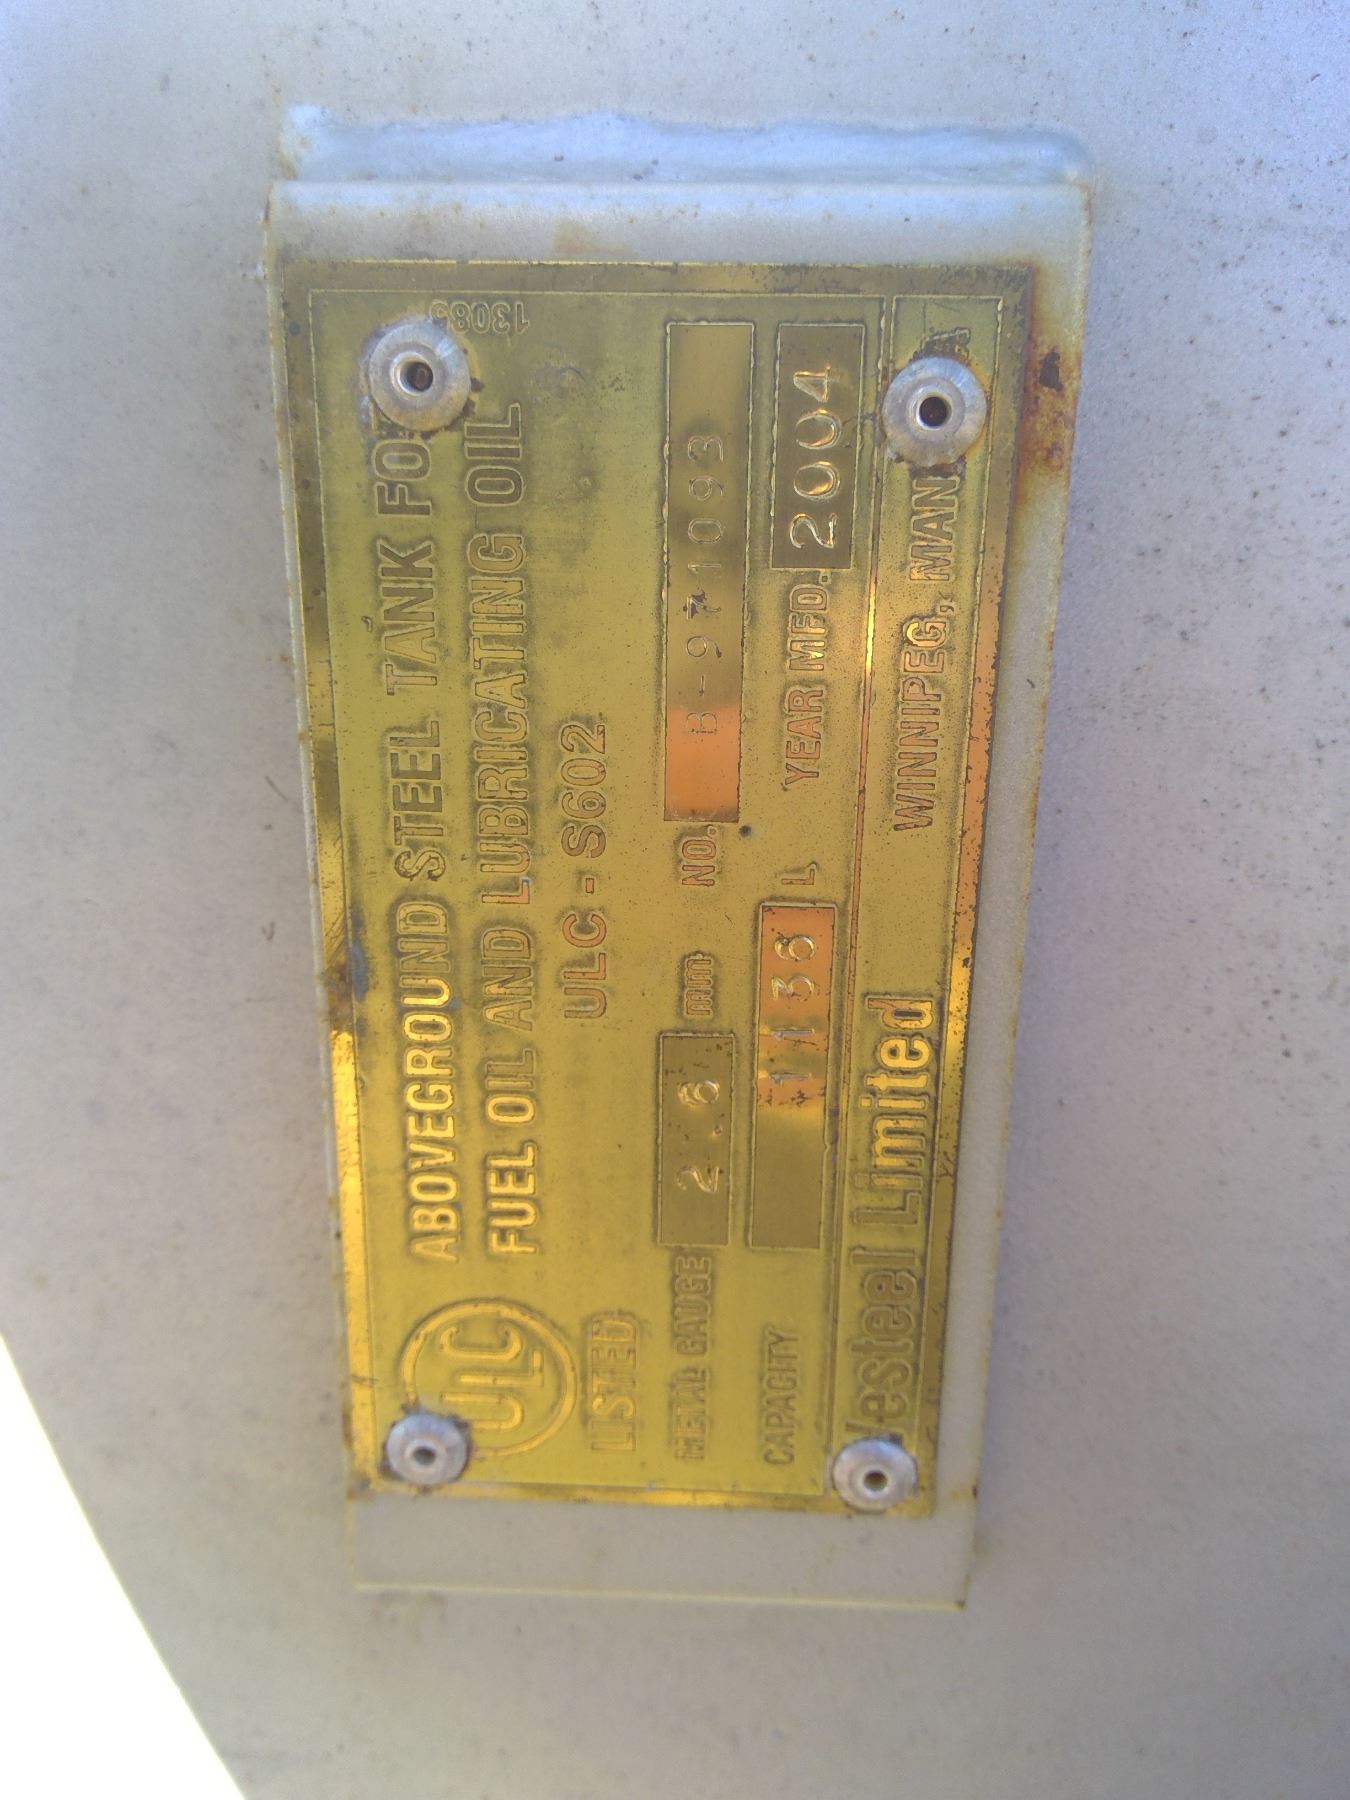 13085
ABOVEGROUND STEEL TANK FO
FUEL OIL AND LUBRICATING OIL
ULC
LISTED
ULC - S602
METAL GAUGE 2.6 mm NO. B-971093
CAPACITY 1136 L YEAR MFD. 2004
Westeel Limited WINNIPEG, MAN